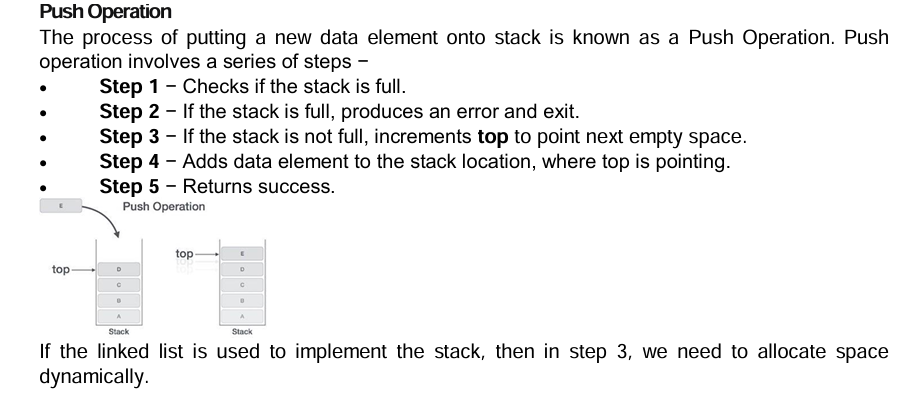 Push Operation
The process of putting a new data element onto stack is known as a Push Operation. Push
operation involves a series of steps −
• Step 1 − Checks if the stack is full.
• Step 2 − If the stack is full, produces an error and exit.
• Step 3 − If the stack is not full, increments top to point next empty space.
• Step 4 − Adds data element to the stack location, where top is pointing.
• Step 5 − Returns success.
E
Push Operation
top
D
C
B
A
Stack
top
top
E
D
C
B
A
Stack
If the linked list is used to implement the stack, then in step 3, we need to allocate space
dynamically.